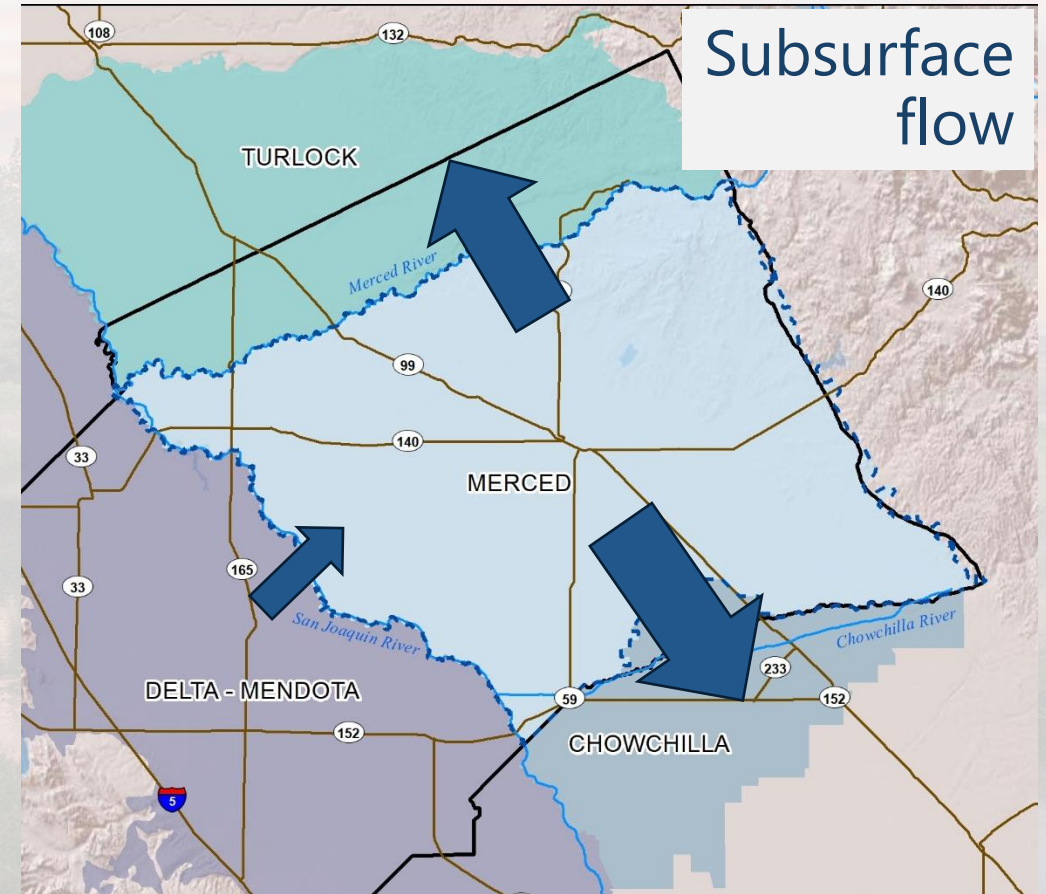 Subsurface
flow
108
132
TURLOCK
Merced River
140
99
140
33
MERCED
165
33
San Joaquin River
Chowchilla River
233
DELTA - MENDOTA
59
152
152
CHOWCHILLA
5